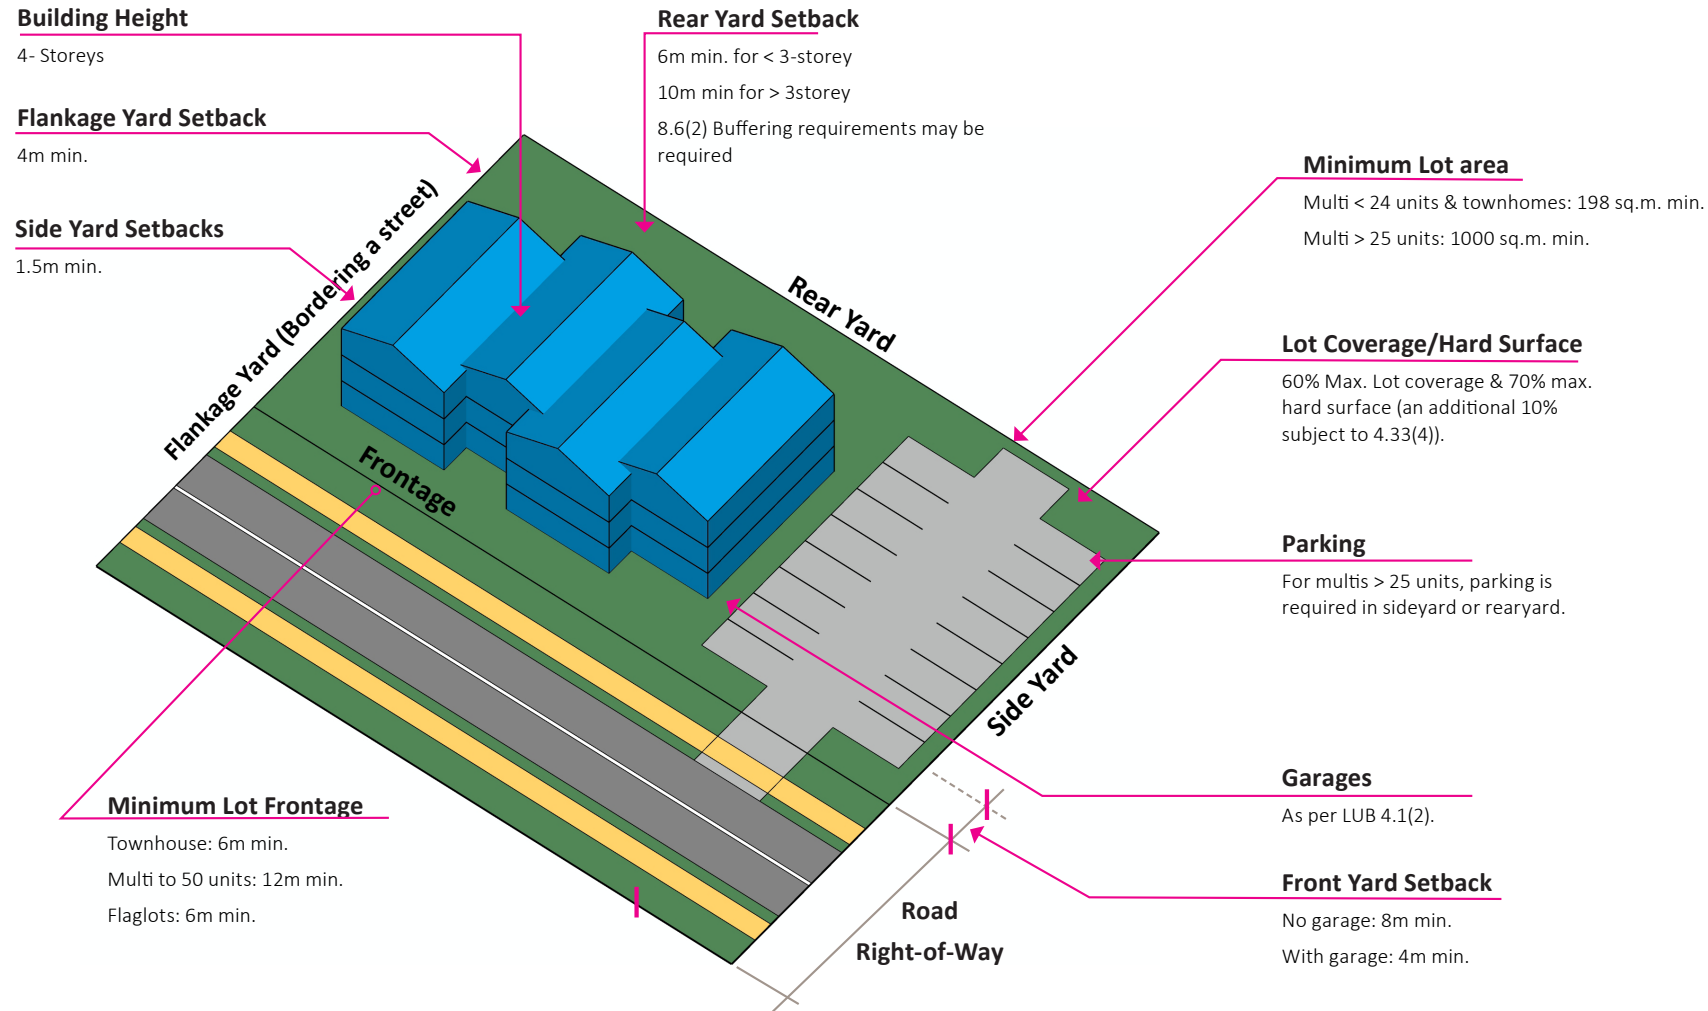 Building Height
4- Storeys
Flankage Yard Setback
4m min.
Side Yard Setbacks
1.5m min.
Rear Yard Setback
6m min. for < 3-storey
10m min for > 3storey
8.6(2) Buffering requirements may be
required
Minimum Lot area
Multi < 24 units & townhomes: 198 sq.m. min.
Multi > 25 units: 1000 sq.m. min.
Lot Coverage/Hard Surface
60% Max. Lot coverage & 70% max.
hard surface (an additional 10%
subject to 4.33(4)).
Parking
For multis > 25 units, parking is
required in sideyard or rearyard.
Garages
As per LUB 4.1(2).
Front Yard Setback
No garage: 8m min.
With garage: 4m min.
Minimum Lot Frontage
Townhouse: 6m min.
Multi to 50 units: 12m min.
Flaglots: 6m min.
Flankage Yard (Bordering a street)
Rear Yard
Frontage
Side Yard
Road
Right-of-Way